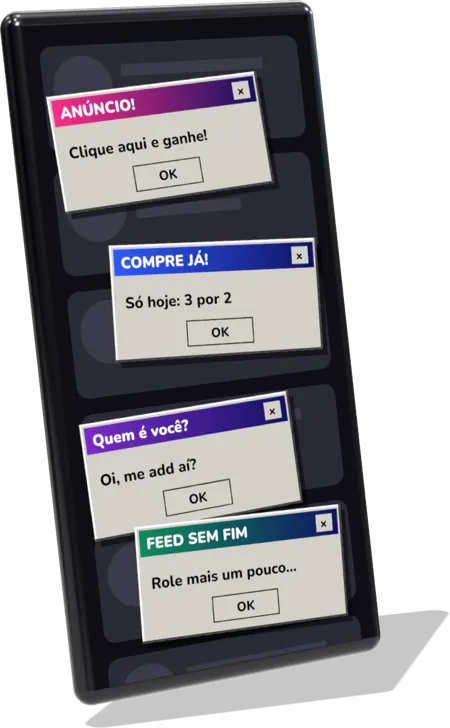 ANÚNCIO!
x
Clique aqui e ganhe!
OK
COMPRE JÁ!
x
Só hoje: 3 por 2
OK
Quem é você?
x
Oi, me add aí?
OK
FEED SEM FIM
x
Role mais um pouco...
OK